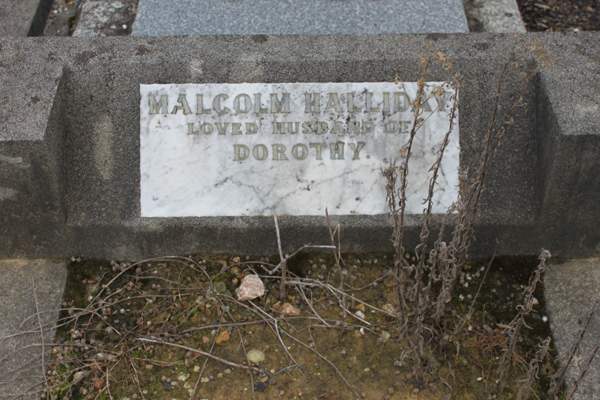 MALCOLM HALLIDAY
LOVED HUSBAND OF
DOROTHY